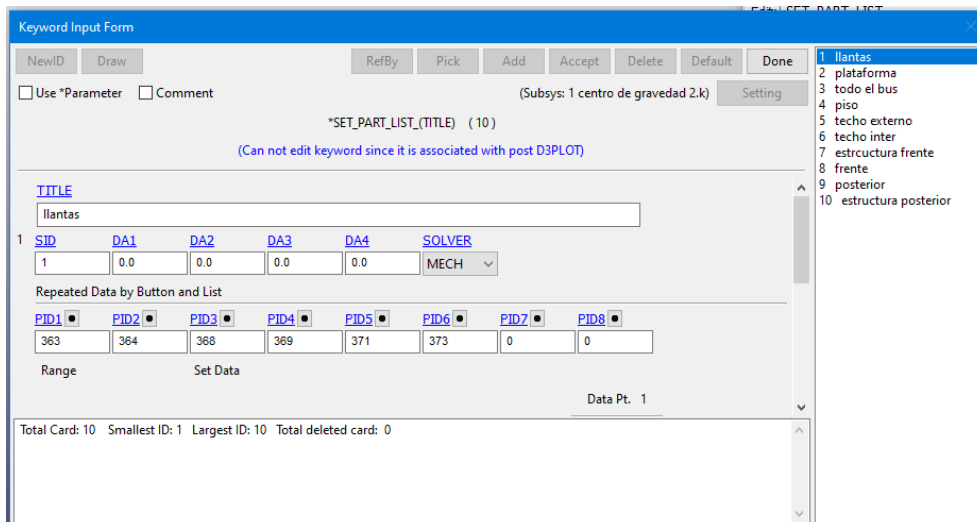 Keyword Input Form
NewID Draw RefBy Pick Add Accept Delete Default Done
Use *Parameter Comment (Subsys: 1 centro de gravedad 2.k) Setting
*SET_PART_LIST_(TITLE) (10)
(Can not edit keyword since it is associated with post D3PLOT)
TITLE
llantas
1 SID DA1 DA2 DA3 DA4 SOLVER
1 0.0 0.0 0.0 0.0 MECH
Repeated Data by Button and List
PID1 PID2 PID3 PID4 PID5 PID6 PID7 PID8
363 364 368 369 371 373 0 0
Range Set Data
Data Pt. 1
Total Card: 10 Smallest ID: 1 Largest ID: 10 Total deleted card: 0
1 llantas
2 plataforma
3 todo el bus
4 piso
5 techo externo
6 techo inter
7 estrcuctura frente
8 frente
9 posterior
10 estructura posterior